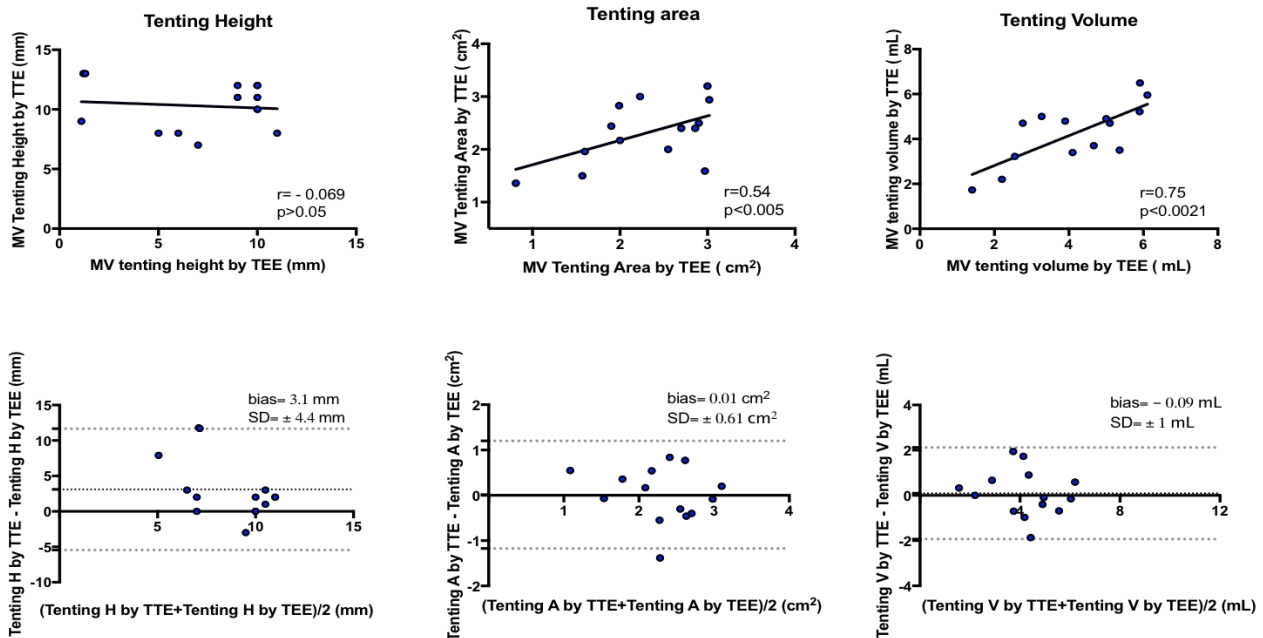 Tenting Height
MV Tenting Height by TTE (mm)
15
10
5
0
0
5
10
15
r= - 0.069
p>0.05
MV tenting height by TEE (mm)
Tenting area
MV Tenting Area by TTE ( cm²)
4
3
2
1
1
2
3
4
r=0.54
p<0.005
MV Tenting Area by TEE ( cm²)
Tenting Volume
MV tenting volume by TTE ( mL)
8
6
4
2
0
0
2
4
6
8
r=0.75
p<0.0021
MV tenting volume by TEE ( mL)
Tenting H by TTE - Tenting H by TEE (mm)
15
10
5
0
-5
-10
5
10
15
bias= 3.1 mm
SD= ± 4.4 mm
(Tenting H by TTE+Tenting H by TEE)/2 (mm)
Tenting A by TTE - Tenting A by TEE (cm²)
2
1
0
-1
-2
1
2
3
4
bias= 0.01 cm²
SD= ± 0.61 cm²
(Tenting A by TTE+Tenting A by TEE)/2 (cm²)
Tenting V by TTE - Tenting V by TEE (mL)
4
2
0
-2
-4
4
8
12
bias= − 0.09 mL
SD= ± 1 mL
(Tenting V by TTE+Tenting V by TEE)/2 (mL)